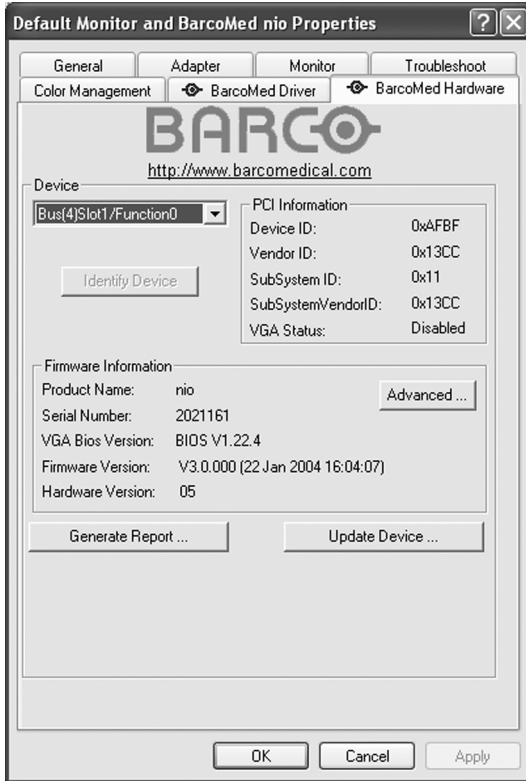 Default Monitor and BarcoMed nio Properties
General Adapter Monitor Troubleshoot
Color Management BarcoMed Driver BarcoMed Hardware
BARCO
http://www.barcomedical.com
Device
Bus(4)Slot1/Function0
Identify Device
PCI Information
Device ID: 0xAFBF
Vendor ID: 0x13CC
SubSystem ID: 0x11
SubSystemVendorID: 0x13CC
VGA Status: Disabled
Firmware Information
Product Name: nio
Serial Number: 2021161
VGA Bios Version: BIOS V1.22.4
Firmware Version: V3.0.000 (22 Jan 2004 16:04:07)
Hardware Version: 05
Advanced ...
Generate Report ... Update Device ...
OK Cancel Apply